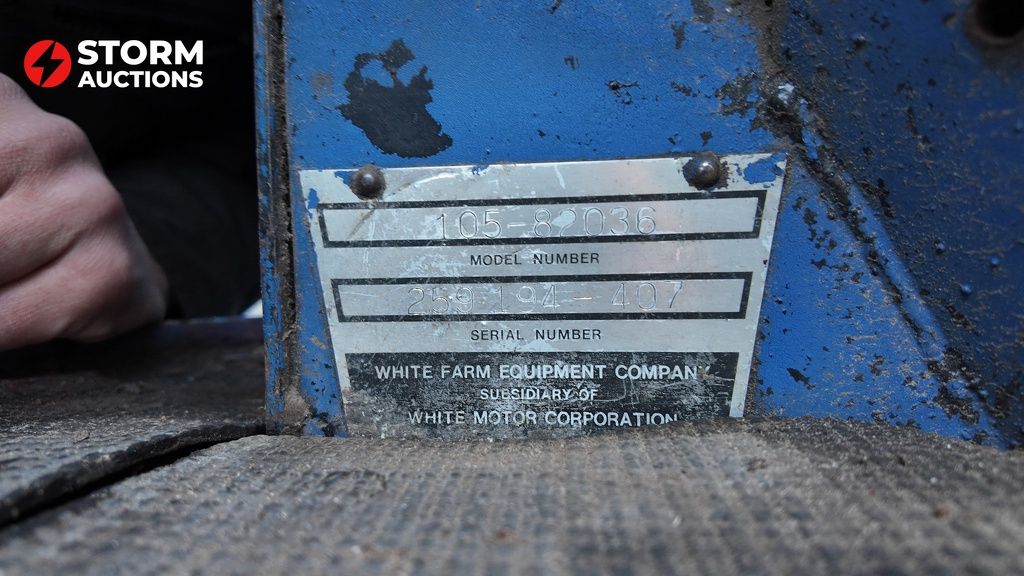 STORM
AUCTIONS
105-82036
MODEL NUMBER
259 194-407
SERIAL NUMBER
WHITE FARM EQUIPMENT COMPANY
SUBSIDIARY OF
WHITE MOTOR CORPORATION